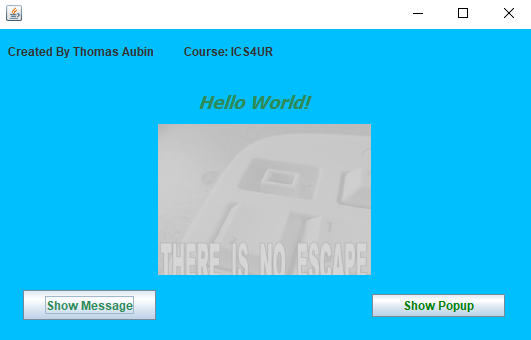 Created By Thomas Aubin Course: ICS4UR
Hello World!
THERE IS NO ESCAPE
Show Message Show Popup